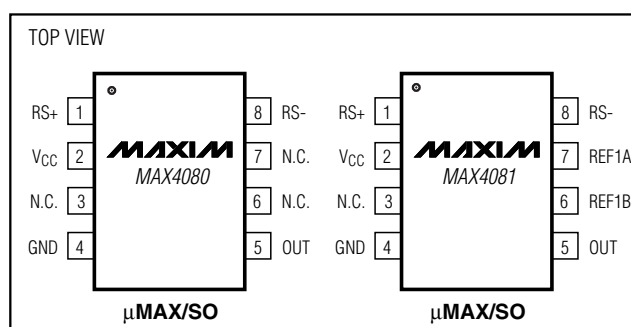 TOP VIEW
RS+ 1 8 RS-
VCC 2 7 N.C.
N.C. 3 6 N.C.
GND 4 5 OUT
MAXIM
MAX4080
µMAX/SO
RS+ 1 8 RS-
VCC 2 7 REF1A
N.C. 3 6 REF1B
GND 4 5 OUT
MAXIM
MAX4081
µMAX/SO